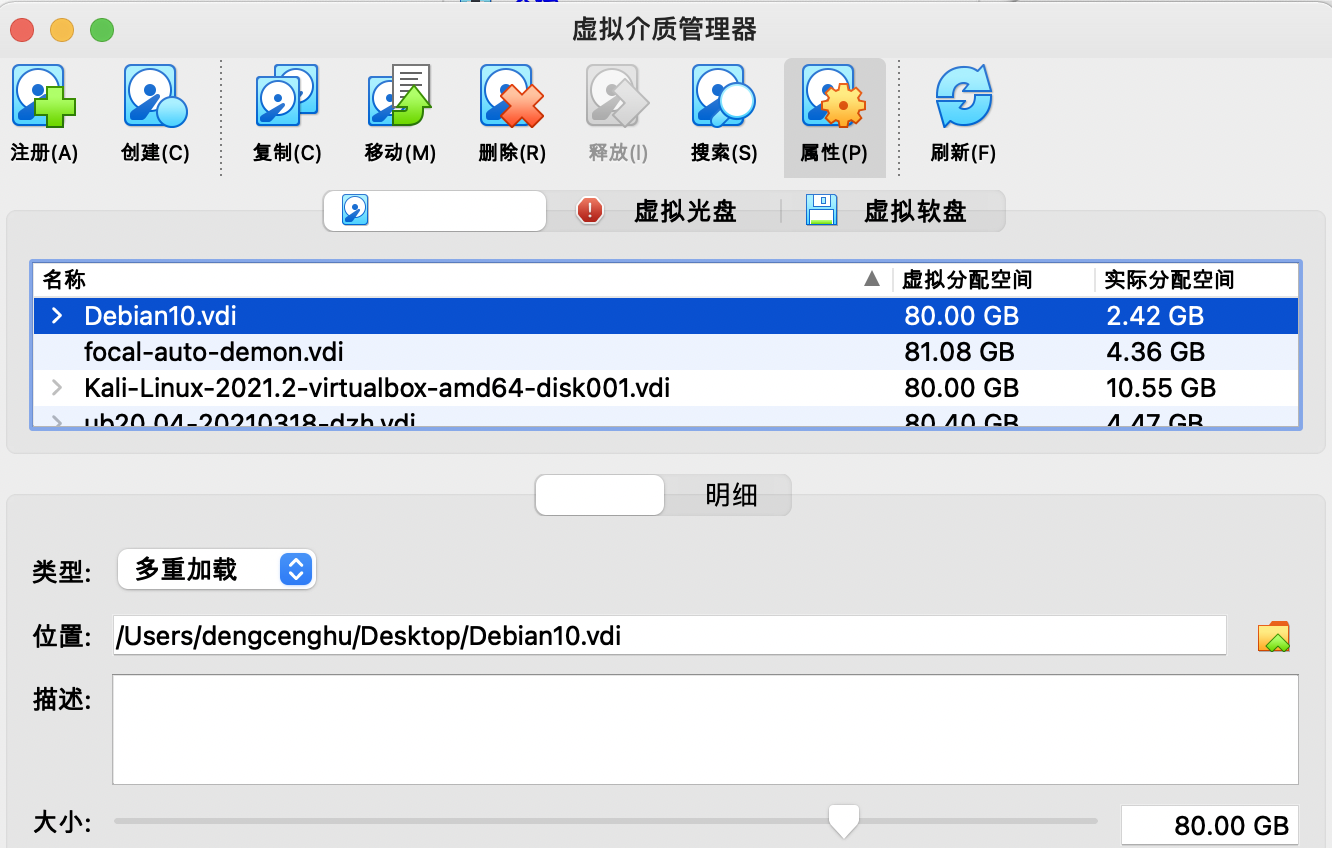 虚拟介质管理器
注册(A) 创建(C) 复制(C) 移动(M) 删除(R) 释放(I) 搜索(S) 属性(P) 刷新(F)
虚拟光盘 虚拟软盘
名称 虚拟分配空间 实际分配空间
Debian10.vdi 80.00 GB 2.42 GB
focal-auto-demon.vdi 81.08 GB 4.36 GB
Kali-Linux-2021.2-virtualbox-amd64-disk001.vdi 80.00 GB 10.55 GB
ub20.04-20210318-dzh.vdi 80.40 GB 4.47 GB
明细
类型: 多重加载
位置: /Users/dengcenghu/Desktop/Debian10.vdi
描述:
大小: 80.00 GB